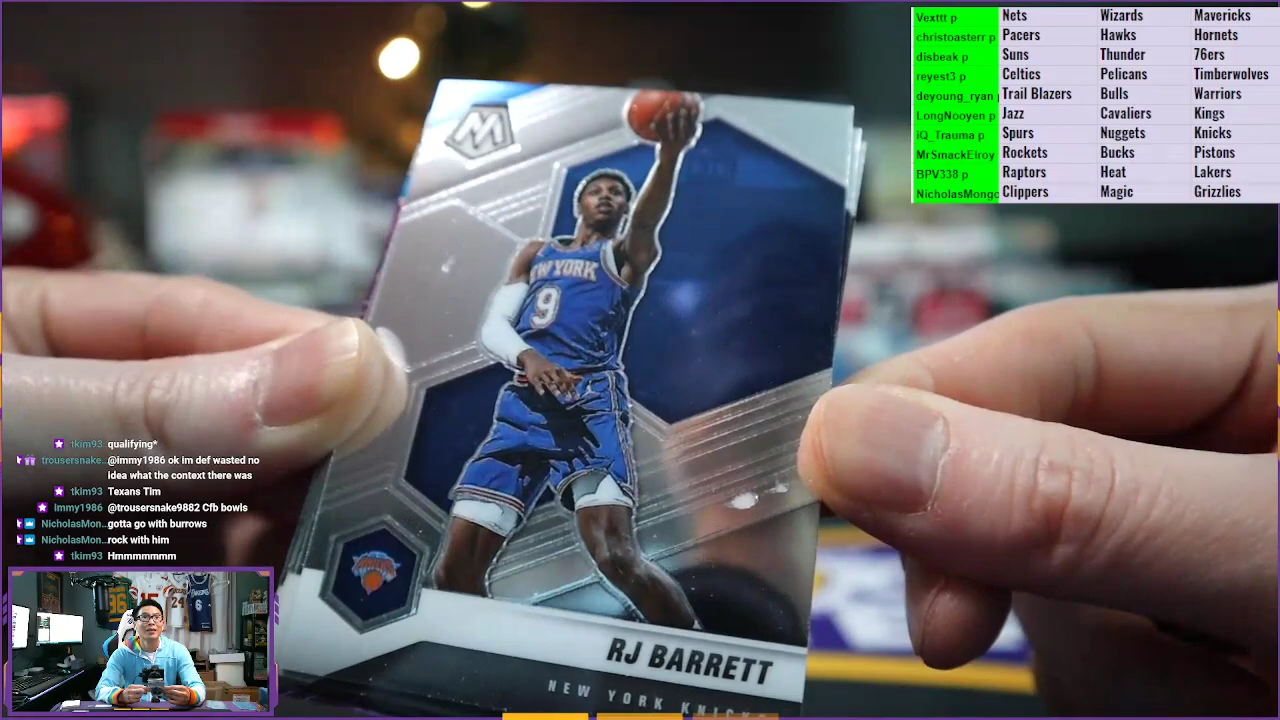 Vexttt p Nets Wizards Mavericks
christoasterr p Pacers Hawks Hornets
disbeak p Suns Thunder 76ers
reyest3 p Celtics Pelicans Timberwolves
deyoung_ryan Trail Blazers Bulls Warriors
LongNooyen p Jazz Cavaliers Kings
iQ_Trauma p Spurs Nuggets Knicks
MrSmackElroy Rockets Bucks Pistons
BPV338 p Raptors Heat Lakers
NicholasMongo Clippers Magic Grizzlies
NEW YORK
9
RJ BARRETT
NEW YORK KNICKS
tkim93 qualifying*
trousersnake.. @immy1986 ok im def wasted no
idea what the context there was
tkim93 Texans Tim
Immy1986 @trousersnake9882 Cfb bowls
NicholasMon.. gotta go with burrows
NicholasMon.. rock with him
tkim93 Hmmmmmmm
24
6